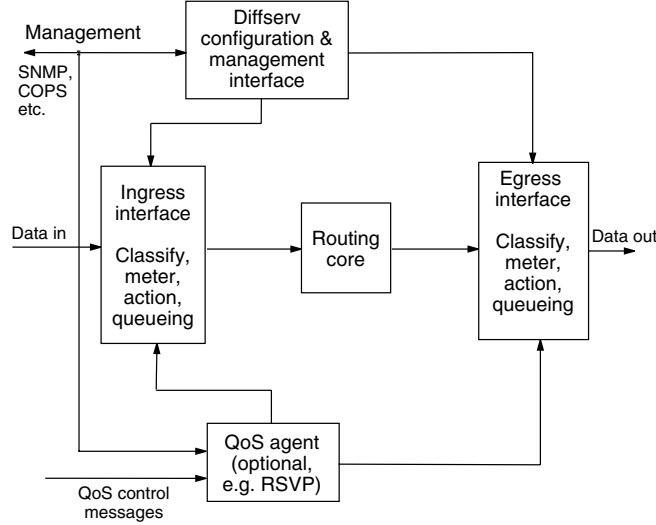 Management
SNMP,
COPS
etc.
Diffserv
configuration &
management
interface
Ingress
interface
Classify,
meter,
action,
queueing
Data in
Routing
core
Egress
interface
Classify,
meter,
action,
queueing
Data out
QoS agent
(optional,
e.g. RSVP)
QoS control
messages